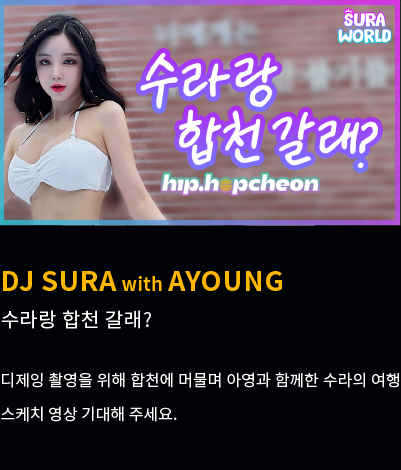 SURA
WORLD
수라랑
합천 갈래?
hip.hopcheon
DJ SURA with AYOUNG
수라랑 합천 갈래?
디제잉 촬영을 위해 합천에 머물며 아영과 함께한 수라의 여행
스케치 영상 기대해 주세요.